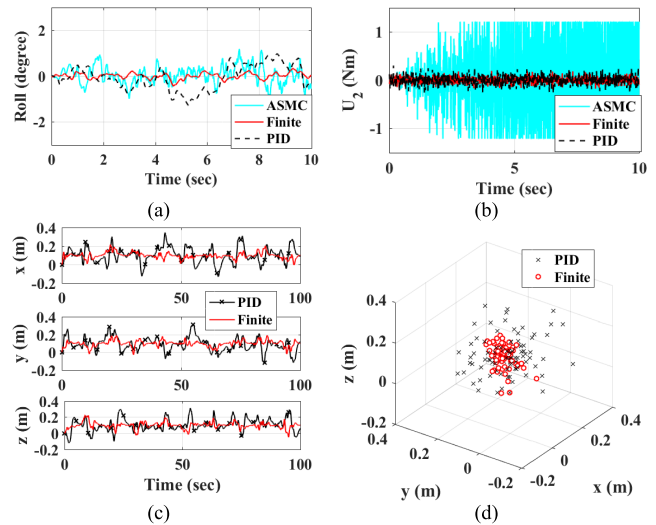 Roll (degree)
2
0
-2
0
2
4
6
8
10
ASMC
Finite
PID
Time (sec)
(a)
U2 (Nm)
1
0
-1
0
5
10
ASMC
Finite
PID
Time (sec)
(b)
x (m)
0.4
0.2
0
-0.2
0
50
100
PID
Finite
y (m)
0.4
0.2
0
-0.2
0
50
100
z (m)
0.4
0.2
0
-0.2
0
50
100
Time (sec)
(c)
PID
Finite
z (m)
0.4
0.2
0
-0.2
0.4
0.2
0
-0.2
y (m)
-0.2
0
0.2
0.4
x (m)
(d)